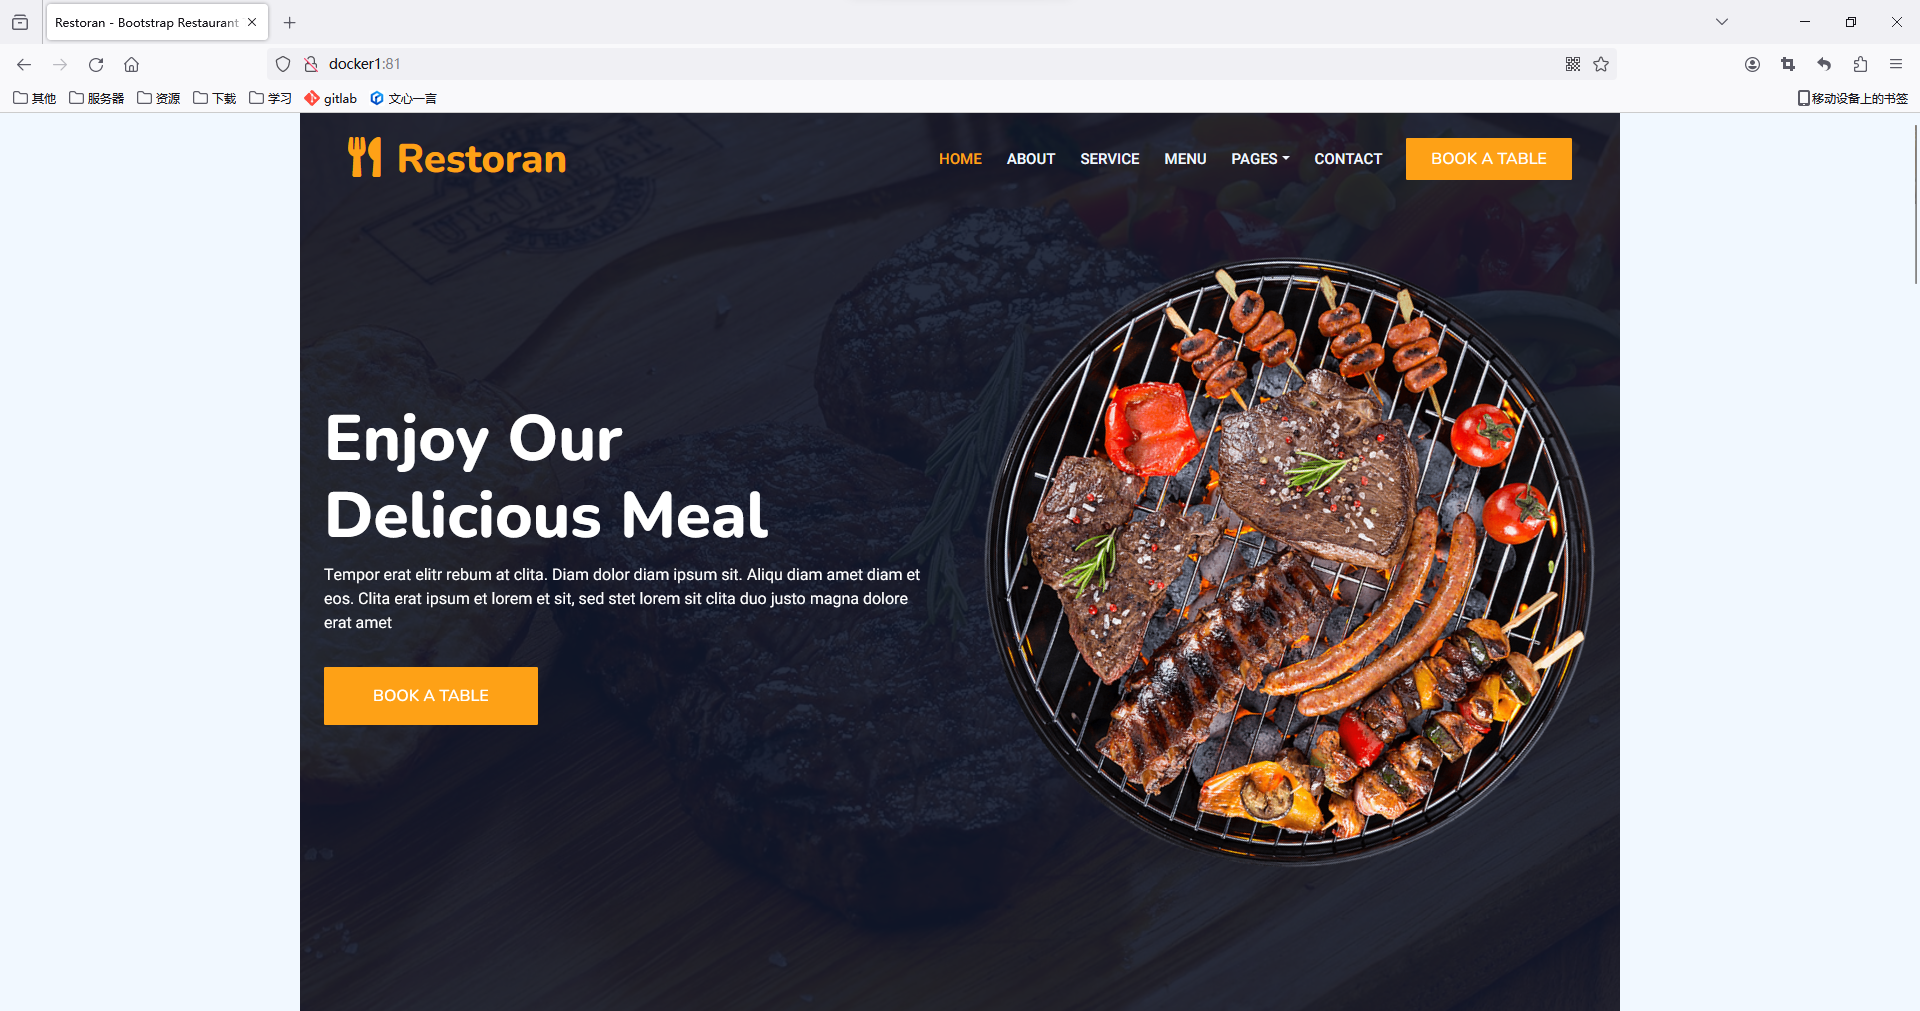 Restoran - Bootstrap Restaurant
docker1:81
其他
服务器
资源
下载
学习
gitlab
文心一言
移动设备上的书签
Restoran
HOME
ABOUT
SERVICE
MENU
PAGES
CONTACT
BOOK A TABLE
Enjoy Our
Delicious Meal
Tempor erat elitr rebum at clita. Diam dolor diam ipsum sit. Aliqu diam amet diam et
eos. Clita erat ipsum et lorem et sit, sed stet lorem sit clita duo justo magna dolore
erat amet
BOOK A TABLE